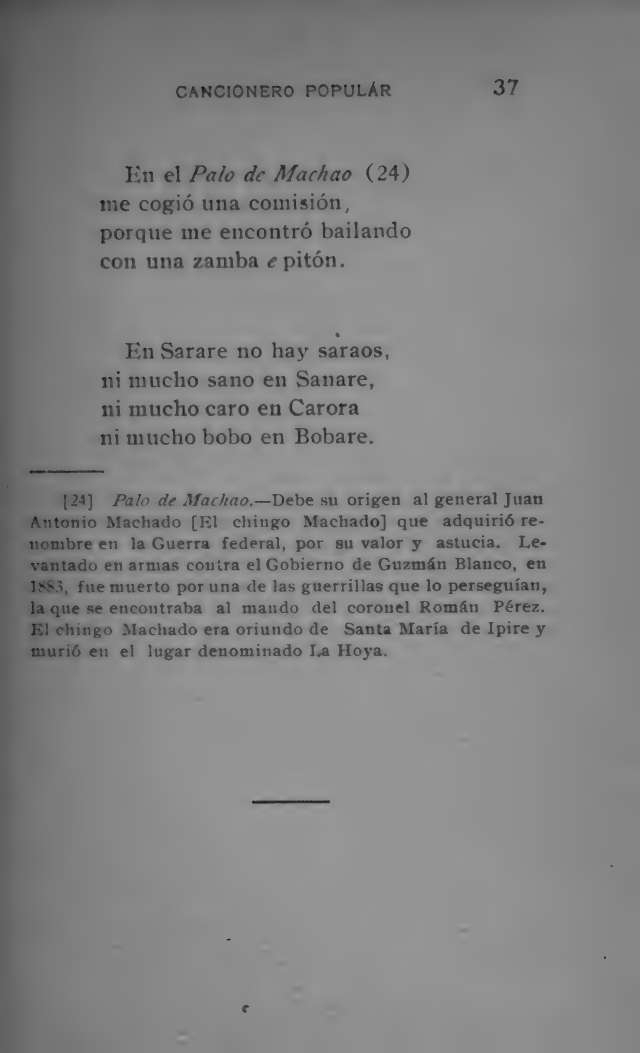 CANCIONERO POPULÁR 37
En el Palo de Machao (24)
me cogió una comisión,
porque me encontró bailando
con una zamba e pitón.
En Sarare no hay saraos,
ni mucho sano en Sanare,
ni mucho caro en Carora
ni mucho bobo en Bobare.
[24] Palo de Machao.—Debe su origen al general Juan
Antonio Machado [El chingo Machado] que adquirió re-
nombre en la Guerra federal, por su valor y astucia. Le-
vantado en armas contra el Gobierno de Guzmán Blanco, en
1883, fue muerto por una de las guerrillas que lo perseguían,
la que se encontraba al mando del coronel Román Pérez.
El chingo Machado era oriundo de Santa María de Ipire y
murió en el lugar denominado La Hoya.